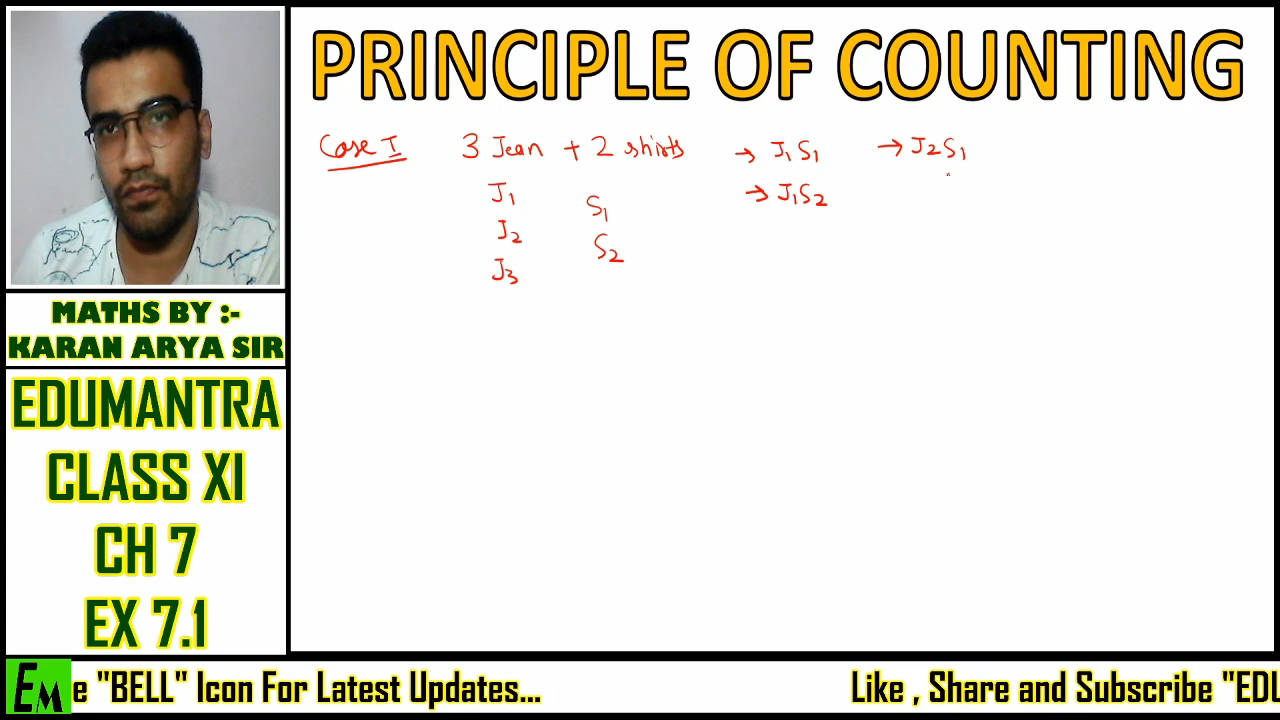 PRINCIPLE OF COUNTING
Case I 3 Jean + 2 shirts → J1S1 → J2S1
J1 S1 → J1S2
J2 S2
J3
MATHS BY :-
KARAN ARYA SIR
EDUMANTRA
CLASS XI
CH 7
EX 7.1
EM e "BELL" Icon For Latest Updates... Like , Share and Subscribe "EDU